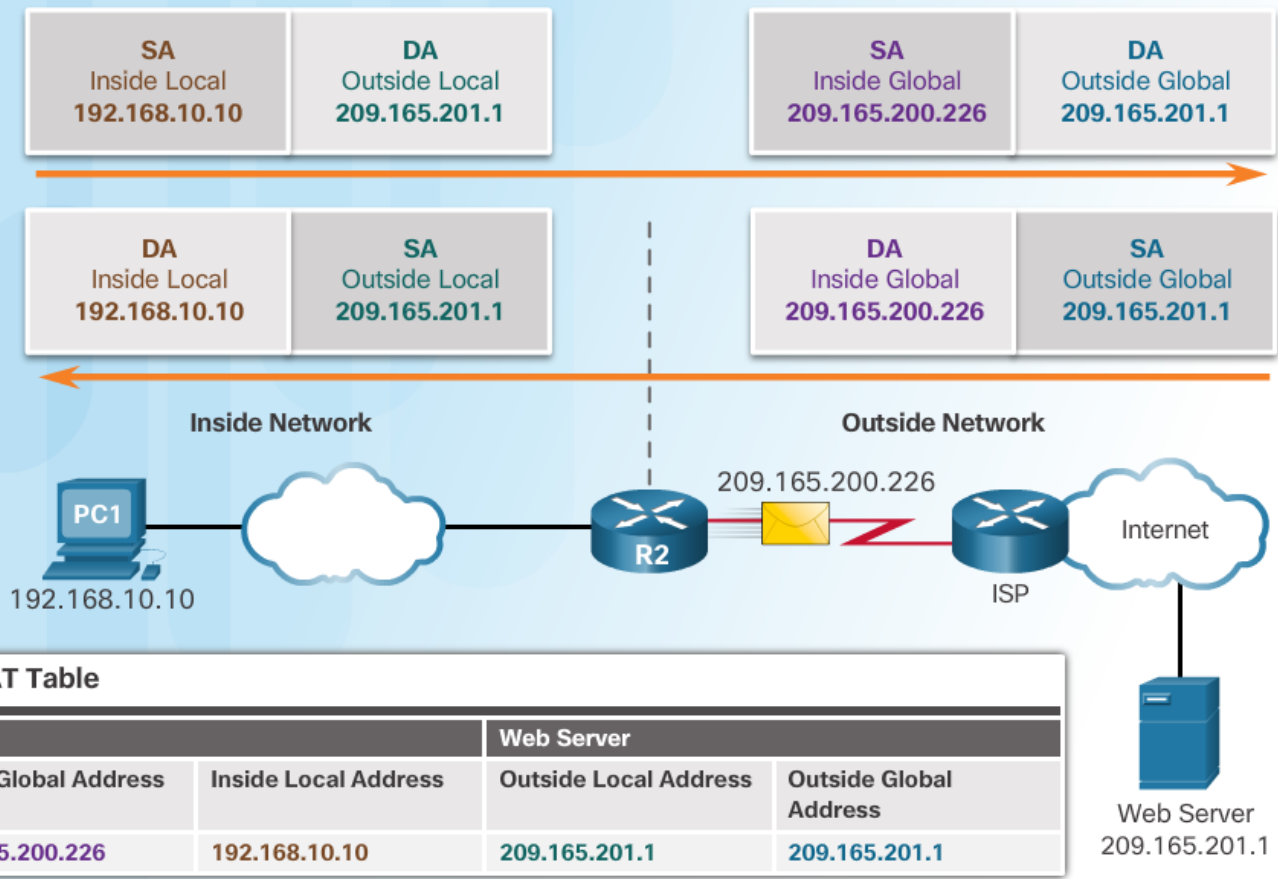 SA
Inside Local
192.168.10.10
DA
Outside Local
209.165.201.1
SA
Inside Global
209.165.200.226
DA
Outside Global
209.165.201.1
DA
Inside Local
192.168.10.10
SA
Outside Local
209.165.201.1
DA
Inside Global
209.165.200.226
SA
Outside Global
209.165.201.1
Inside Network
Outside Network
209.165.200.226
PC1
R2
Internet
192.168.10.10
ISP
Table
Web Server
Global Address
Inside Local Address
Outside Local Address
Outside Global
Address
5.200.226
192.168.10.10
209.165.201.1
209.165.201.1
Web Server
209.165.201.1